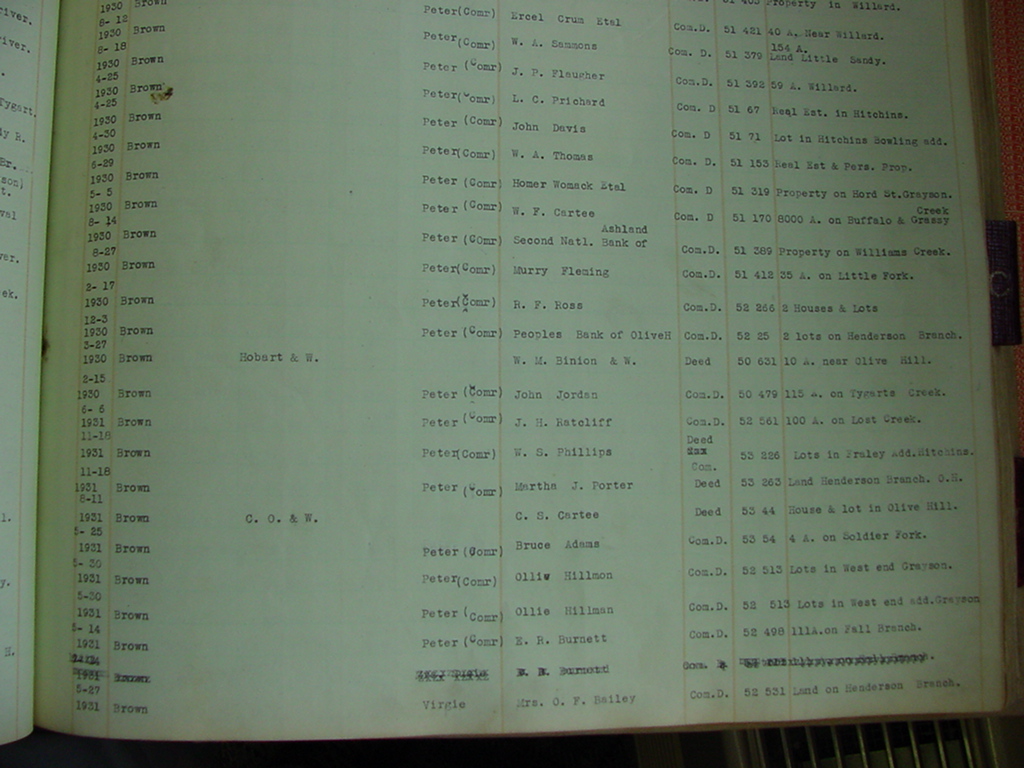 1930 Brown Peter(Comr) Ercel Crum Etal 51 403 Property in Willard.
8- 12
1930 Brown Peter(Comr) W. A. Sammons Com.D. 51 421 40 A. Near Willard.
8- 18 154 A.
1930 Brown Peter (Comr) J. P. Flaugher Com. D. 51 379 Land Little Sandy.
4-25
1930 Brown Peter(Comr) L. C. Prichard Com.D. 51 392 59 A. Willard.
4-25
1930 Brown Peter (Comr) John Davis Com. D 51 67 Real Est. in Hitchins.
4-30
1930 Brown Peter(Comr) W. A. Thomas Com. D 51 71 Lot in Hitchins Bowling add.
5-29
1930 Brown Peter (Comr) Homer Womack Etal Com. D. 51 153 Real Est & Pers. Prop.
5- 5
1930 Brown Peter (Comr) W. F. Cartee Com. D 51 319 Property on Hord St.Grayson.
8- 14 Ashland Creek
1930 Brown Peter (COmr) Second Natl. Bank of Com. D 51 170 8000 A. on Buffalo & Grassy
8-27
1930 Brown Peter(Comr) Murry Fleming Com.D. 51 389 Property on Williams Creek.
2- 17
1930 Brown Peter(Comr) R. F. Ross Com.D. 51 412 35 A. on Little Fork.
12-3
1930 Brown Peter (Comr) Peoples Bank of OliveH Com.D. 52 266 2 Houses & Lots
3-27
1930 Brown Hobart & W. W. M. Binion & W. Com.D. 52 25 2 lots on Henderson Branch.
Deed 50 631 10 A. near Olive Hill.
2-15
1930 Brown Peter (Comr) John Jordan Com.D. 50 479 115 A. on Tygarts Creek.
6- 6
1931 Brown Peter (Comr) J. H. Ratcliff Com.D. 52 561 100 A. on Lost Creek.
11-18 Deed
1931 Brown Peter(Comr) W. S. Phillips 53 226 Lots in Fraley Add.Hitchins.
11-18 Com.
1931 Brown Peter (Comr) Martha J. Porter Deed 53 263 Land Henderson Branch. O.H.
8-11
1931 Brown C. O. & W. C. S. Cartee Deed 53 44 House & lot in Olive Hill.
5- 25
1931 Brown Peter (Comr) Bruce Adams Com.D. 53 54 4 A. on Soldier Fork.
5- 30
1931 Brown Peter(Comr) Olliw Hillmon Com.D. 52 513 Lots in West end Grayson.
5-30
1931 Brown Peter (Comr) Ollie Hillman Com.D. 52 513 Lots in West end add.Grayson
5- 14
1931 Brown Peter (Comr) E. R. Burnett Com.D. 52 498 111A.on Fall Branch.
1931 Brown Burnett Com.
5-27
1931 Brown Virgie Mrs. O. F. Bailey Com.D. 52 531 Land on Henderson Branch.
C